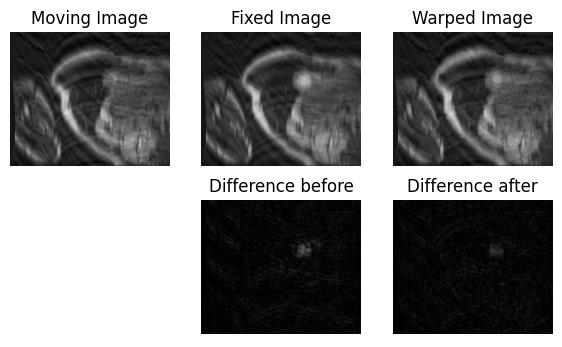 Moving Image
Fixed Image
Warped Image
Difference before
Difference after